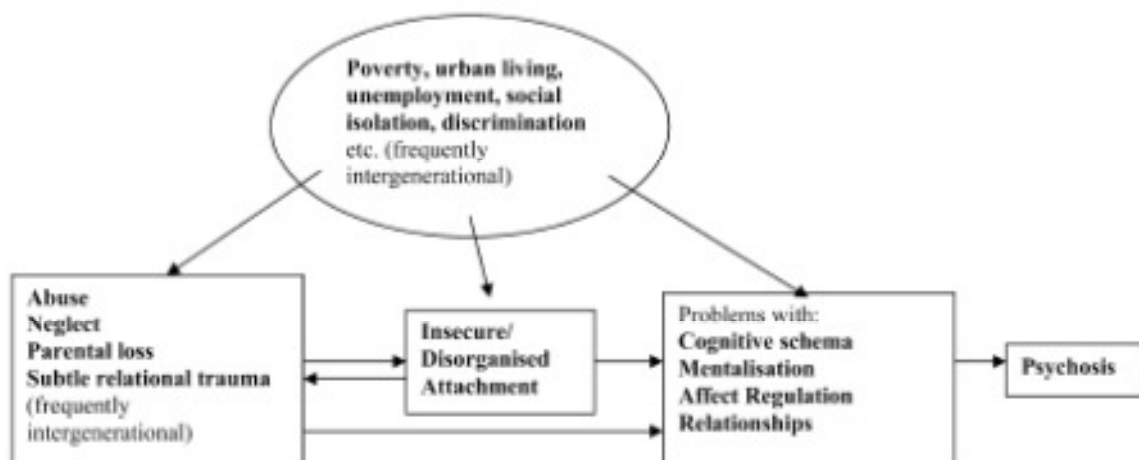 Poverty, urban living,
unemployment, social
isolation, discrimination
etc. (frequently
intergenerational)
Abuse
Neglect
Parental loss
Subtle relational trauma
(frequently
intergenerational)
Insecure/
Disorganised
Attachment
Problems with:
Cognitive schema
Mentalisation
Affect Regulation
Relationships
Psychosis